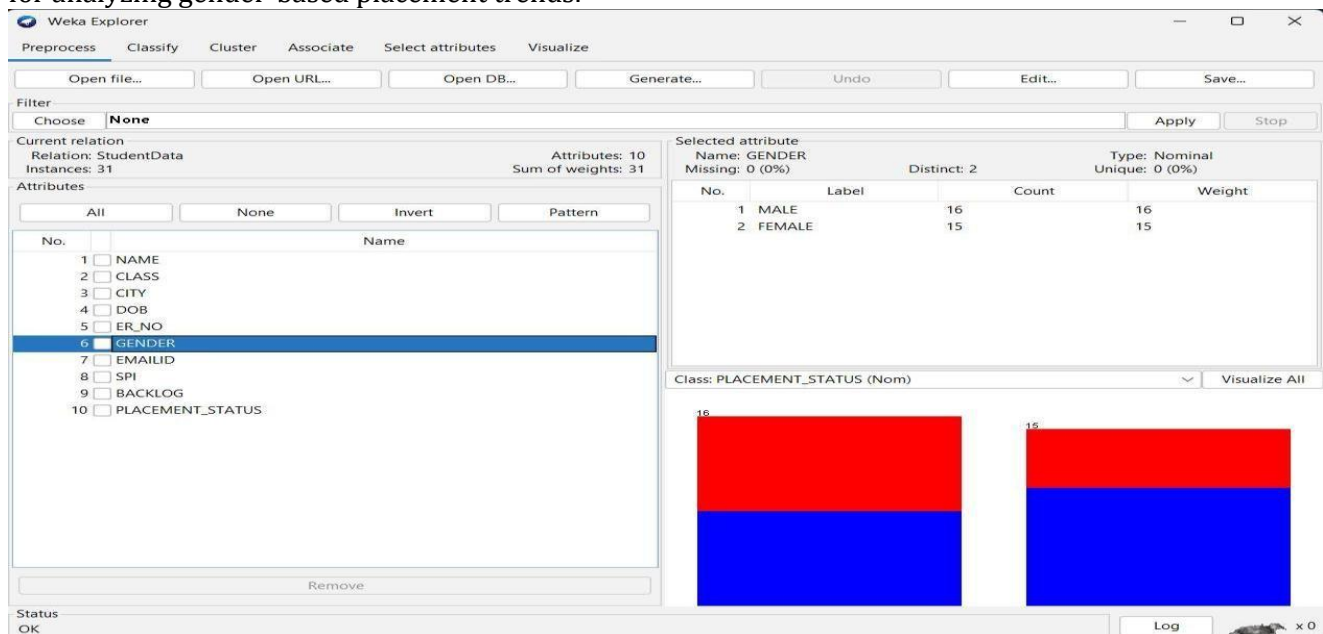 for analyzing gender-based placement trends.
Weka Explorer
Preprocess Classify Cluster Associate Select attributes Visualize
Open file... Open URL... Open DB... Generate... Undo Edit... Save...
Filter
Choose None Apply Stop
Current relation
Relation: StudentData Attributes: 10
Instances: 31 Sum of weights: 31
Attributes
All None Invert Pattern
No. Name
1 NAME
2 CLASS
3 CITY
4 DOB
5 ER_NO
6 GENDER
7 EMAILID
8 SPI
9 BACKLOG
10 PLACEMENT_STATUS
Remove
Selected attribute
Name: GENDER Type: Nominal
Missing: 0 (0%) Distinct: 2 Unique: 0 (0%)
No. Label Count Weight
1 MALE 16 16
2 FEMALE 15 15
Class: PLACEMENT_STATUS (Nom) Visualize All
16 15
Status
OK Log x 0